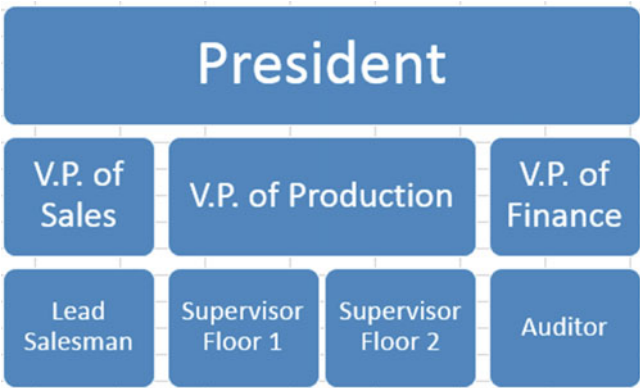 President
V.P. of
Sales
V.P. of Production
V.P. of
Finance
Lead
Salesman
Supervisor
Floor 1
Supervisor
Floor 2
Auditor